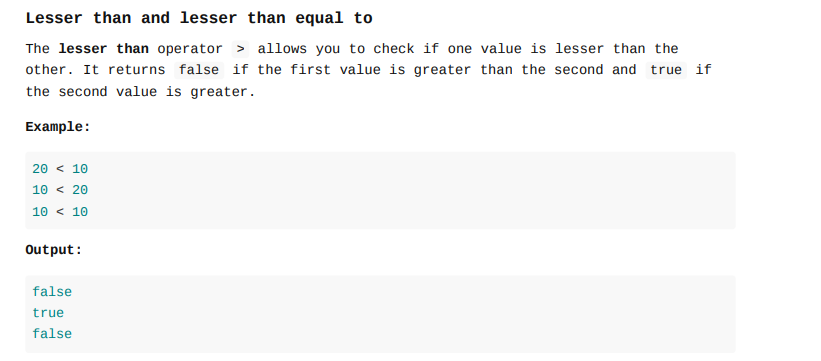 Lesser than and lesser than equal to
The lesser than operator > allows you to check if one value is lesser than the
other. It returns false if the first value is greater than the second and true if
the second value is greater.
Example:
20 < 10
10 < 20
10 < 10
Output:
false
true
false